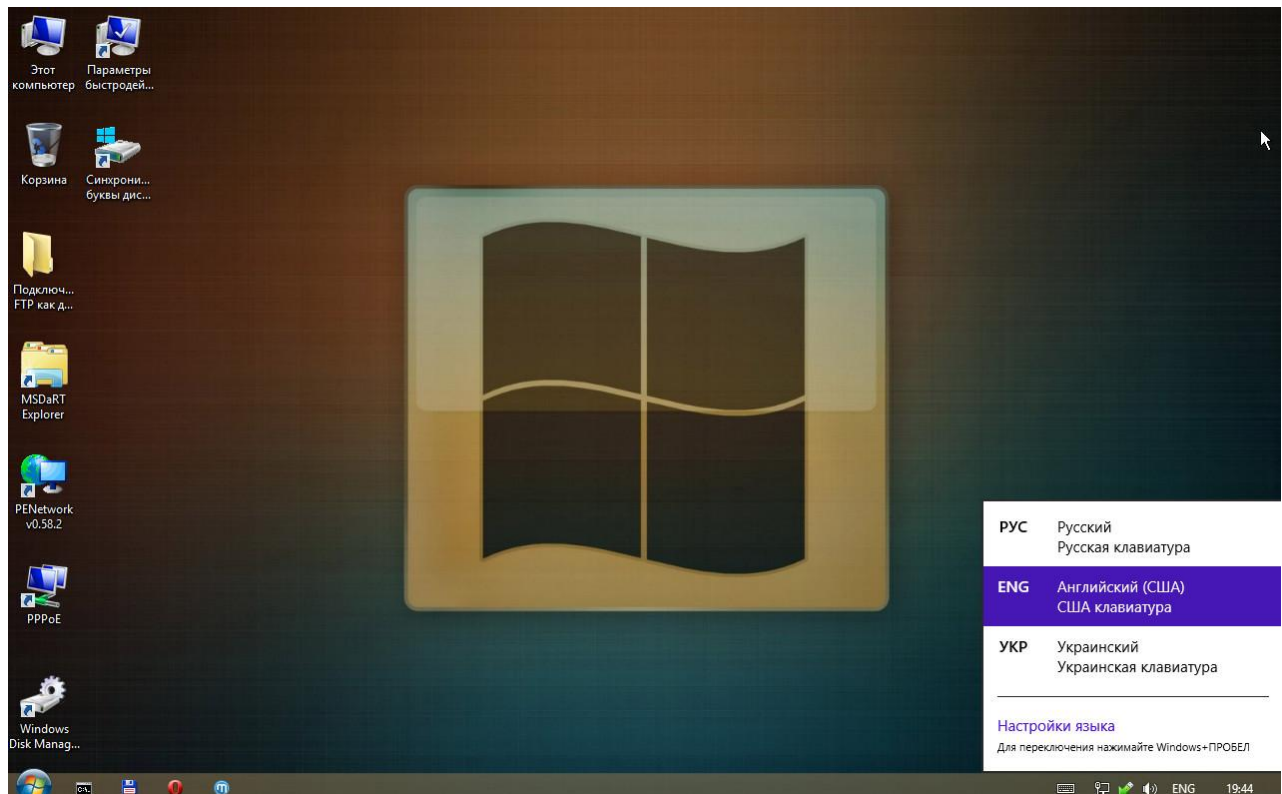 Этот
компьютер
Параметры
быстродей...
Корзина
Синхрони...
буквы дис...
Подключ...
FTP как д...
MSDaRT
Explorer
PENetwork
v0.58.2
PPPoE
Windows
Disk Manag...
РУС Русский
Русская клавиатура
ENG Английский (США)
США клавиатура
УКР Украинский
Украинская клавиатура
Настройки языка
Для переключения нажимайте Windows+ПРОБЕЛ
C:\.
ENG 19:44